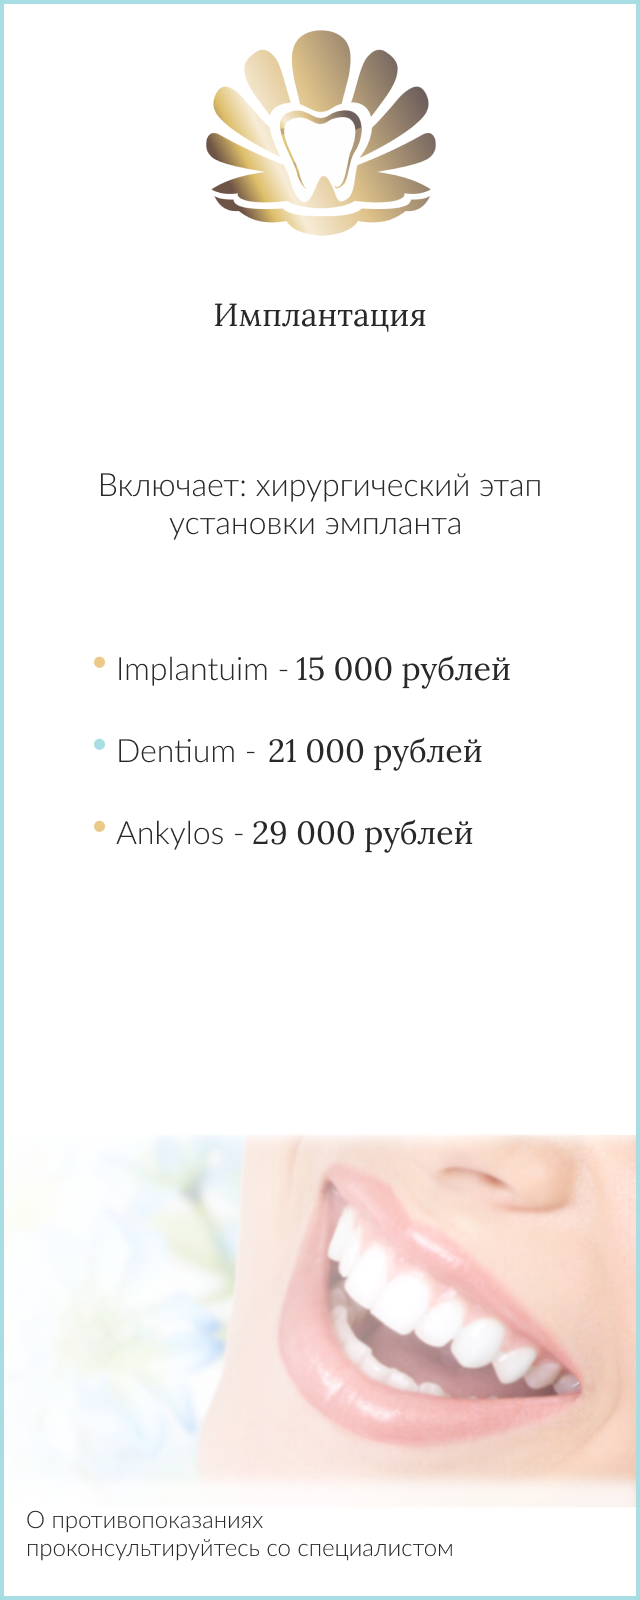 Имплантация
Включает: хирургический этап
установки эмпланта
Implantuim - 15 000 рублей
Dentium - 21 000 рублей
Ankylos - 29 000 рублей
О противопоказаниях
проконсультируйтесь со специалистом